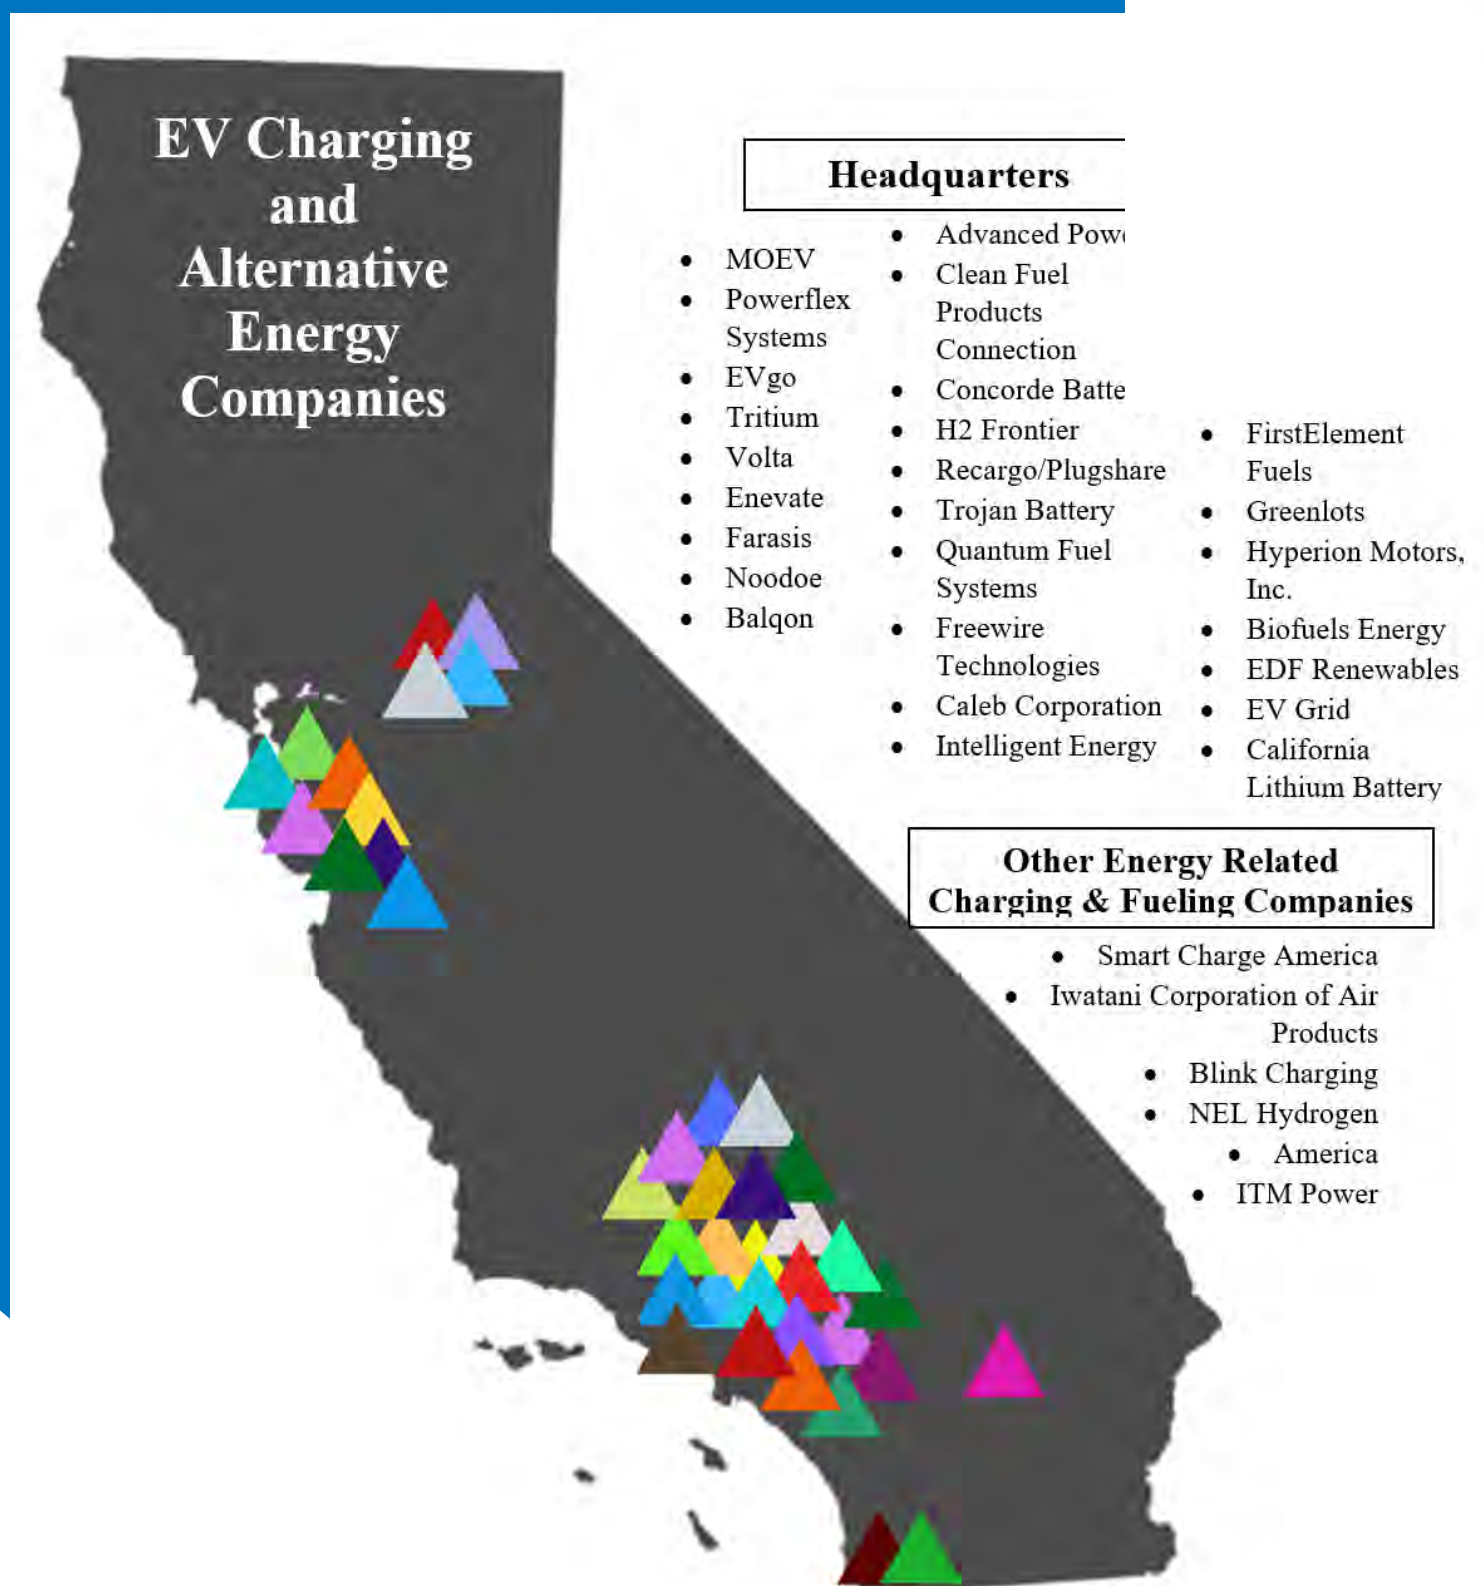 EV Charging
and
Alternative
Energy
Companies
Headquarters
• MOEV
• Powerflex
Systems
• EVgo
• Tritium
• Volta
• Enevate
• Farasis
• Noodoe
• Balqon
• Advanced
• Clean Fuel
Products
Connection
• Concorde
• H2 Frontier
• Recargo/Plugshare
• Trojan Battery
• Quantum Fuel
Systems
• Freewire
Technologies
• Caleb Corporation
• Intelligent Energy
• FirstElement
Fuels
• Greenlots
• Hyperion Motors,
Inc.
• Biofuels Energy
• EDF Renewables
• EV Grid
• California
Lithium Battery
Other Energy Related
Charging & Fueling Companies
• Smart Charge America
• Iwatani Corporation of Air
Products
• Blink Charging
• NEL Hydrogen
• America
• ITM Power